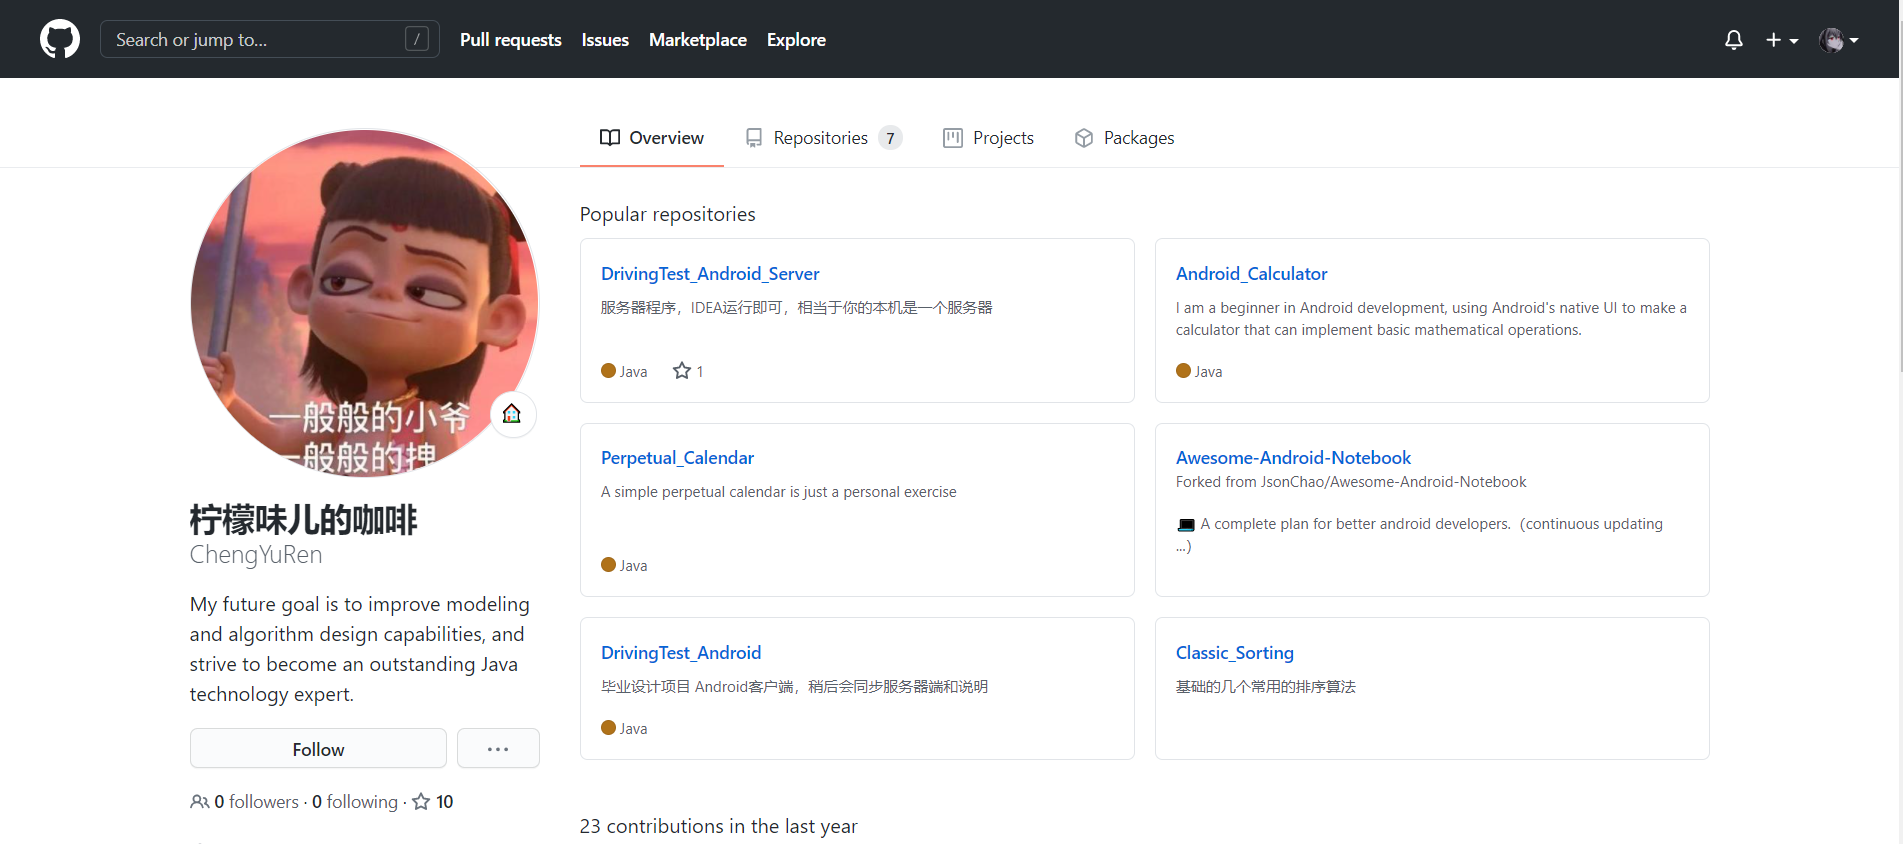 Search or jump to... /
Pull requests Issues Marketplace Explore
Overview Repositories 7 Projects Packages
一般般的小爷
一般般的拽
柠檬味儿的咖啡
ChengYuRen
My future goal is to improve modeling
and algorithm design capabilities, and
strive to become an outstanding Java
technology expert.
Follow ...
0 followers · 0 following · 10
Popular repositories
DrivingTest_Android_Server
服务器程序，IDEA运行即可，相当于你的本机是一个服务器
Java 1
Android_Calculator
I am a beginner in Android development, using Android's native UI to make a
calculator that can implement basic mathematical operations.
Java
Perpetual_Calendar
A simple perpetual calendar is just a personal exercise
Java
Awesome-Android-Notebook
Forked from JsonChao/Awesome-Android-Notebook
A complete plan for better android developers.（continuous updating
...）
DrivingTest_Android
毕业设计项目 Android客户端，稍后会同步服务器端和说明
Java
Classic_Sorting
基础的几个常用的排序算法
23 contributions in the last year